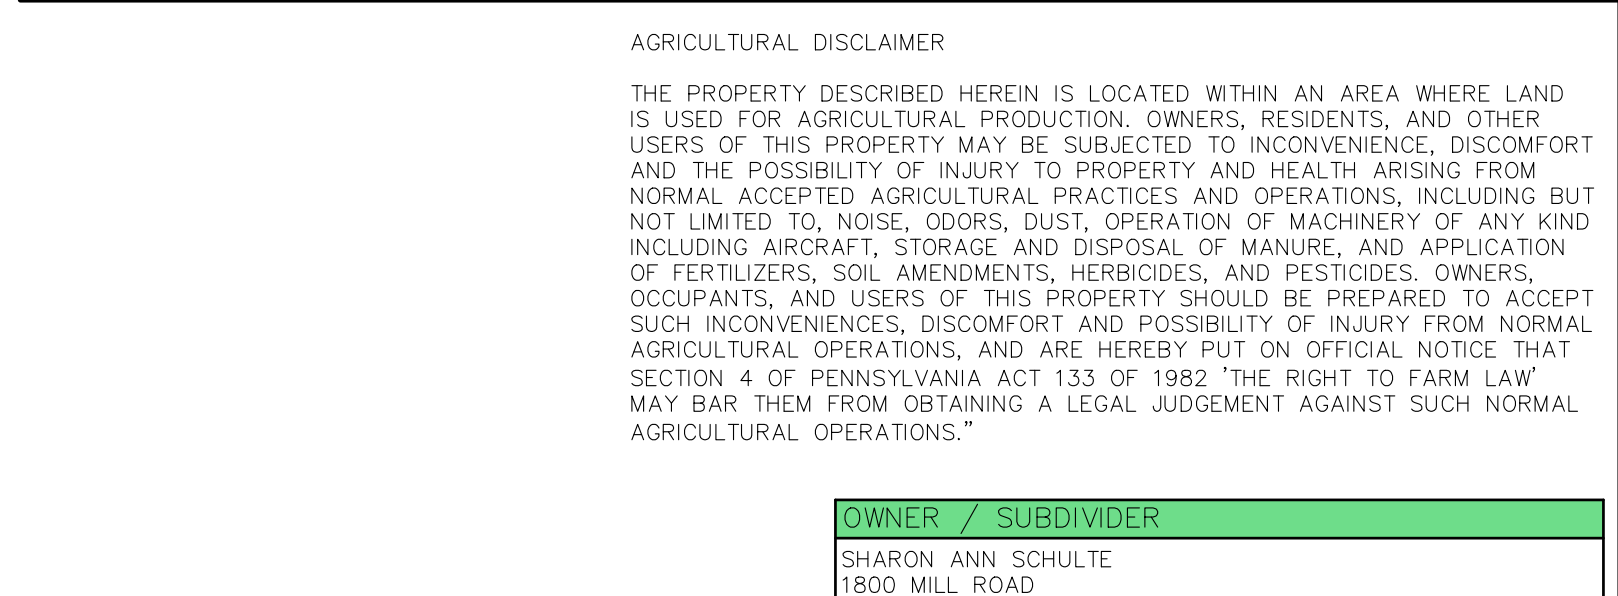 AGRICULTURAL DISCLAIMER
THE PROPERTY DESCRIBED HEREIN IS LOCATED WITHIN AN AREA WHERE LAND
IS USED FOR AGRICULTURAL PRODUCTION. OWNERS, RESIDENTS, AND OTHER
USERS OF THIS PROPERTY MAY BE SUBJECTED TO INCONVENIENCE, DISCOMFORT
AND THE POSSIBILITY OF INJURY TO PROPERTY AND HEALTH ARISING FROM
NORMAL ACCEPTED AGRICULTURAL PRACTICES AND OPERATIONS, INCLUDING BUT
NOT LIMITED TO, NOISE, ODORS, DUST, OPERATION OF MACHINERY OF ANY KIND
INCLUDING AIRCRAFT, STORAGE AND DISPOSAL OF MANURE, AND APPLICATION
OF FERTILIZERS, SOIL AMENDMENTS, HERBICIDES, AND PESTICIDES. OWNERS,
OCCUPANTS, AND USERS OF THIS PROPERTY SHOULD BE PREPARED TO ACCEPT
SUCH INCONVENIENCES, DISCOMFORT AND POSSIBILITY OF INJURY FROM NORMAL
AGRICULTURAL OPERATIONS, AND ARE HEREBY PUT ON OFFICIAL NOTICE THAT
SECTION 4 OF PENNSYLVANIA ACT 133 OF 1982 'THE RIGHT TO FARM LAW'
MAY BAR THEM FROM OBTAINING A LEGAL JUDGEMENT AGAINST SUCH NORMAL
AGRICULTURAL OPERATIONS.”
OWNER / SUBDIVIDER
SHARON ANN SCHULTE
1800 MILL ROAD